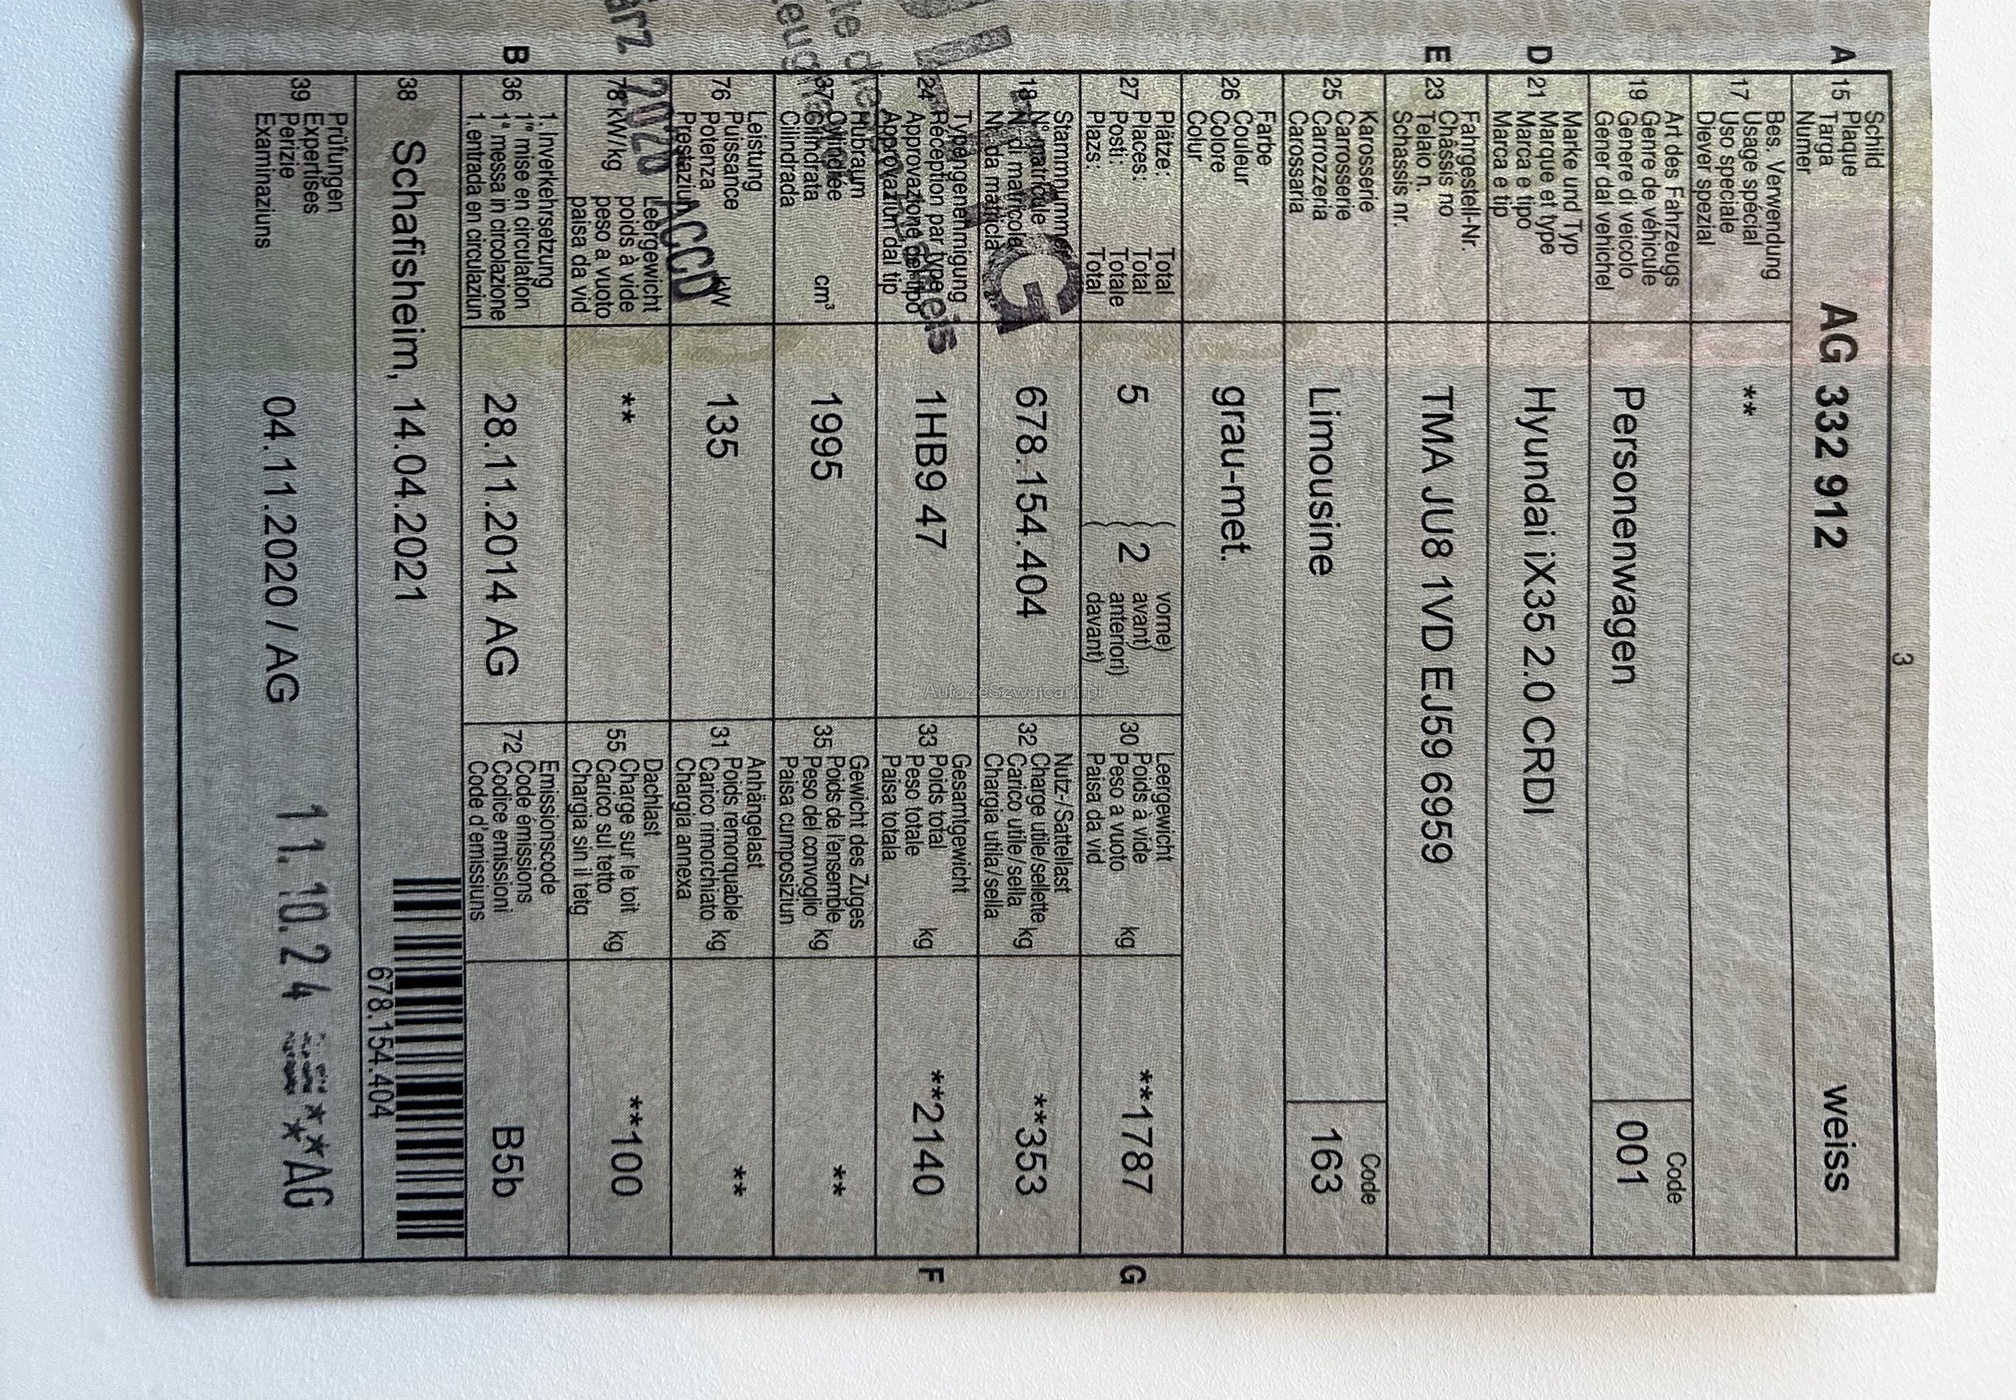 3
Schild
A 15 Plaque AG 332 912 weiss
Targa
Numer
Bes. Verwendung
17 Usage spécial **
Uso speciale
Diever spezial
Art des Fahrzeugs Code
19 Genre de véhicule Personenwagen 001
Genere di veicolo
Gener dal vehichel
Marke und Typ
D 21 Marque et type Hyundai iX35 2.0 CRDI
Marca e tipo
Marca e tip
Fahrgestell-Nr.
E 23 Châssis no TMA JU8 1VD EJ59 6959
Telaio n.
Schassis nr.
Karosserie Code
25 Carrosserie Limousine 163
Carrozzeria
Carossaria
Farbe
26 Couleur grau-met.
Colore
Colur
Plätze: Total vorne) Leergewicht
27 Places: Total 5 ( 2 avant) 30 Poids à vide kg **1787 G
Posti: Totale anteriori) Peso a vuoto
Plazs: Total davant) Paisa da vid
Stammnummer Nutz-/Sattellast
18 N° matricule 678.154.404 32 Charge utile/sellette kg **353
N. di matricola Carico utile/sella
Nr. da matricla Chargia utila/sella
Typengenehmigung Gesamtgewicht
24 Réception par type 1HB9 47 33 Poids total kg **2140 F
Approvazione del tipo Peso totale
Approvaziun dal tip Paisa totala
Hubraum Gewicht des Zuges
37 Cylindrée cm³ 1995 35 Poids de l'ensemble kg **
Cilindrata Peso del convoglio
Cilindrada Paisa cumposiziun
Leistung Anhängelast
76 Puissance kW 135 31 Poids remorquable kg **
Potenza Carico rimorchiato
Prestaziun Chargia annexa
Leergewicht Dachlast
78 kW/kg poids à vide ** 55 Charge sur le toit kg **100
peso a vuoto Carico sul tetto
paisa da vid Chargia sin il tetg
1. Inverkehrsetzung Emissionscode
B 36 1re mise en circulation 28.11.2014 AG 72 Code émissions B5b
1a messa in circolazione Codice emissioni
1. entrada en circulaziun Code d'emissiuns
38 Schafisheim, 14.04.2021
678.154.404
Prüfungen
39 Expertises 04.11.2020 / AG 11.10.24 **AG
Perizie
Examinaziuns
2020 ACCD
AutazeSzwajcarii.pl